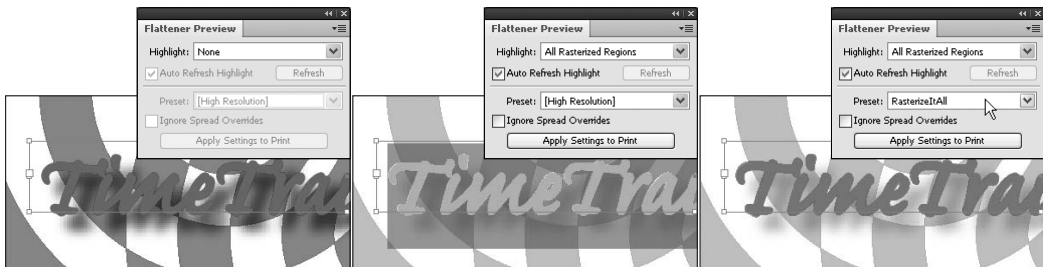 Flattener Preview
Highlight: None
Auto Refresh Highlight Refresh
Preset: [High Resolution]
Ignore Spread Overrides
Apply Settings to Print
TimeTra
Flattener Preview
Highlight: All Rasterized Regions
Auto Refresh Highlight Refresh
Preset: [High Resolution]
Ignore Spread Overrides
Apply Settings to Print
TimeTra
Flattener Preview
Highlight: All Rasterized Regions
Auto Refresh Highlight Refresh
Preset: RasterizeItAll
Ignore Spread Overrides
Apply Settings to Print
TimeTra